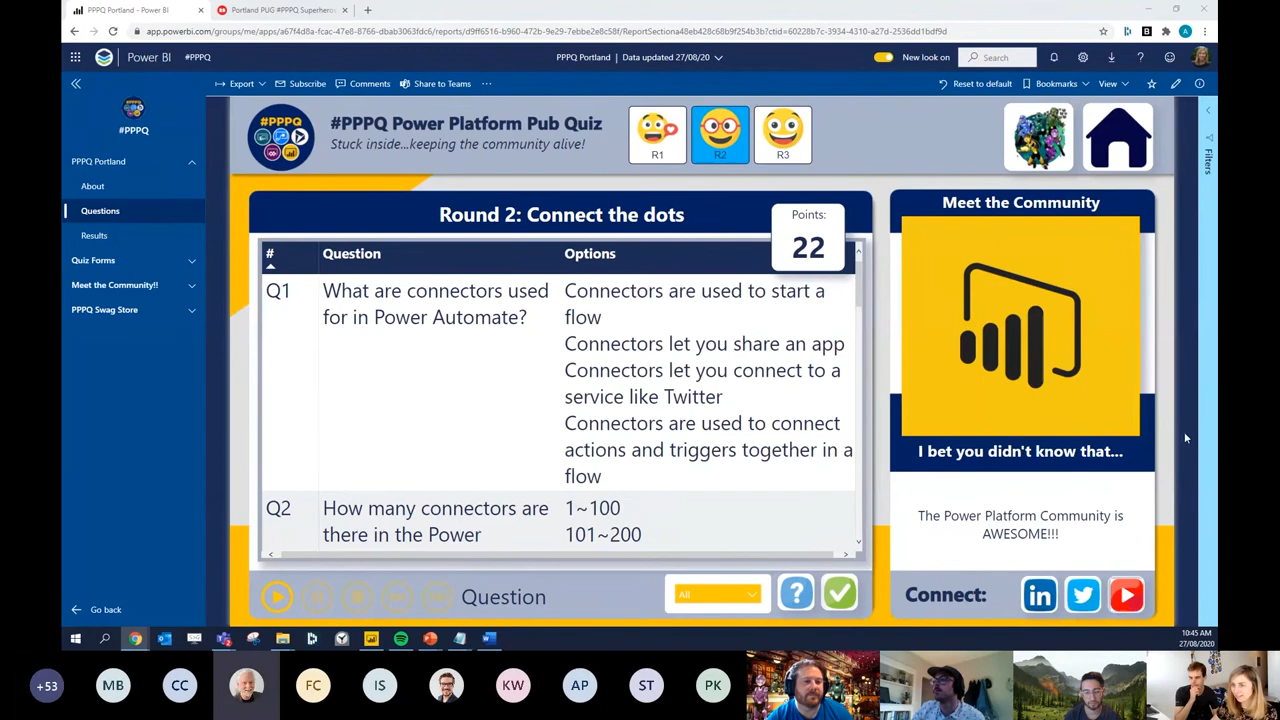 PPPQ Portland - Power BI
Portland PUG #PPPQ Superhero
app.powerbi.com/groups/me/apps/a67f4d8a-fcac-47e8-8766-dbab3063fdc6/reports/d9ff6516-b960-472b-9e29-7ebbe2e8c58f/ReportSectiona48eb428c68b9f254b3b?ctid=60228b7c-3934-4310-a27d-2536dd1bdf9d
Power BI
#PPPQ
PPPQ Portland | Data updated 27/08/20
New look on
Search
Export
Subscribe
Comments
Share to Teams
Reset to default
Bookmarks
View
#PPPQ
PPPQ Portland
About
Questions
Results
Quiz Forms
Meet the Community!!
PPPQ Swag Store
Go back
#PPPQ
#PPPQ Power Platform Pub Quiz
Stuck inside...keeping the community alive!
R1
R2
R3
Filters
Round 2: Connect the dots
Points:
22
# Question Options
Q1 What are connectors used Connectors are used to start a
for in Power Automate? flow
Connectors let you share an app
Connectors let you connect to a
service like Twitter
Connectors are used to connect
actions and triggers together in a
flow
Q2 How many connectors are 1~100
there in the Power 101~200
Question
All
Meet the Community
I bet you didn't know that...
The Power Platform Community is
AWESOME!!!
Connect:
10:45 AM
27/08/2020
+53
MB
CC
FC
IS
KW
AP
ST
PK